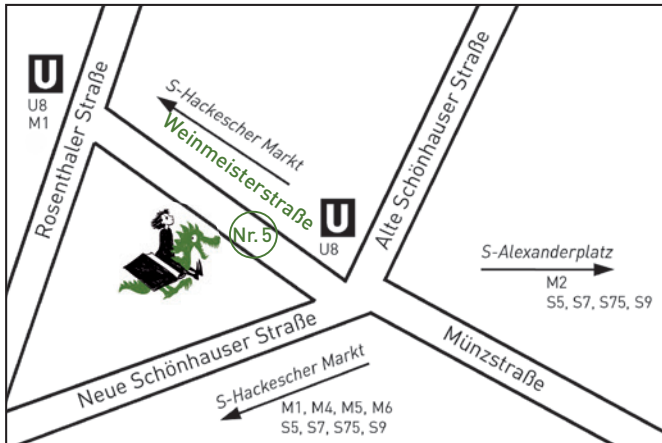 U
U8
M1
Rosenthaler Straße
S-Hackescher Markt
Weinmeisterstraße
Nr. 5
U
U8
Alte Schönhauser Straße
S-Alexanderplatz
M2
S5, S7, S75, S9
Neue Schönhauser Straße
Münzstraße
S-Hackescher Markt
M1, M4, M5, M6
S5, S7, S75, S9